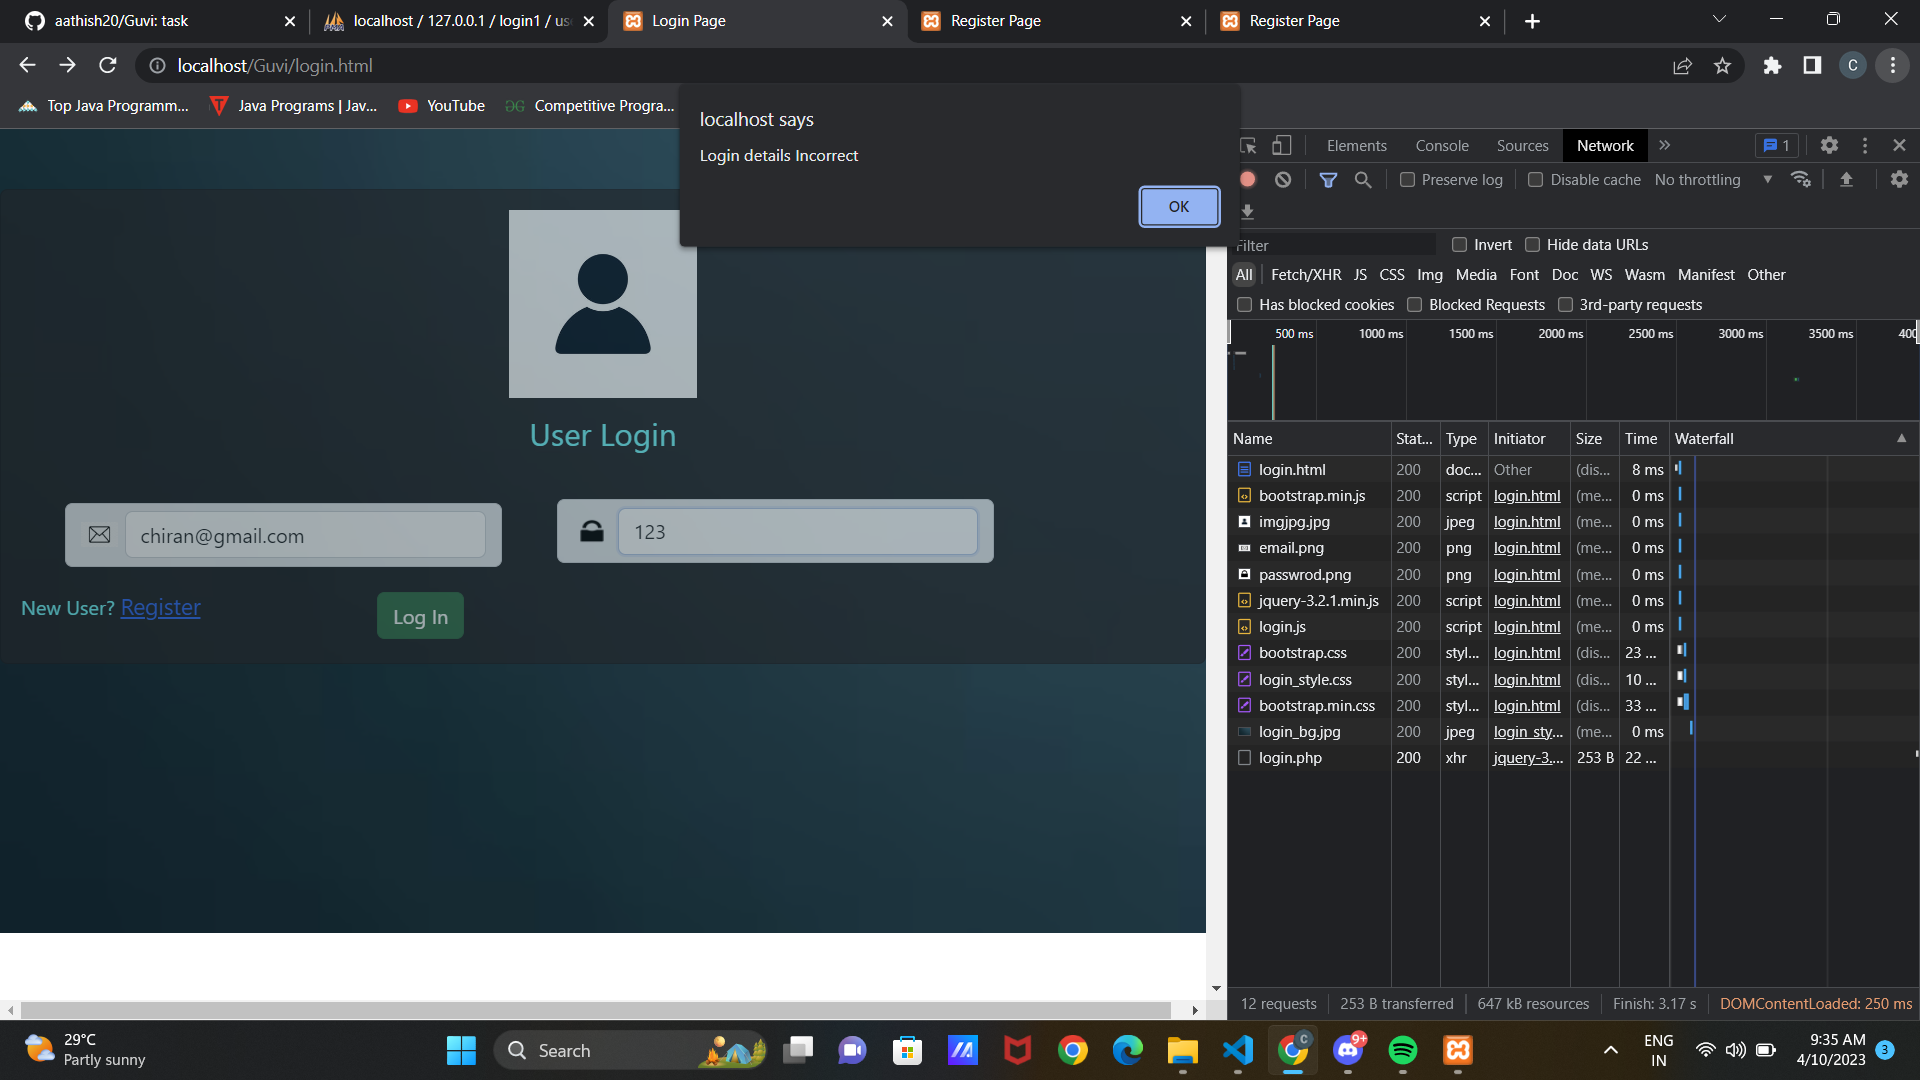 aathish20/Guvi: task
localhost / 127.0.0.1 / login1 / us
Login Page
Register Page
Register Page
localhost/Guvi/login.html
C
Top Java Programm...
Java Programs | Jav...
YouTube
Competitive Progra...
localhost says
Login details Incorrect
OK
User Login
chiran@gmail.com
123
New User? Register
Log In
Elements
Console
Sources
Network
1
Preserve log
Disable cache
No throttling
Filter
Invert
Hide data URLs
All
Fetch/XHR
JS
CSS
Img
Media
Font
Doc
WS
Wasm
Manifest
Other
Has blocked cookies
Blocked Requests
3rd-party requests
500 ms
1000 ms
1500 ms
2000 ms
2500 ms
3000 ms
3500 ms
400
Name Stat... Type Initiator Size Time Waterfall
login.html 200 doc... Other (dis... 8 ms
bootstrap.min.js 200 script login.html (me... 0 ms
imgjpg.jpg 200 jpeg login.html (me... 0 ms
email.png 200 png login.html (me... 0 ms
passwrod.png 200 png login.html (me... 0 ms
jquery-3.2.1.min.js 200 script login.html (me... 0 ms
login.js 200 script login.html (me... 0 ms
bootstrap.css 200 styl... login.html (dis... 23 ...
login_style.css 200 styl... login.html (dis... 10 ...
bootstrap.min.css 200 styl... login.html (dis... 33 ...
login_bg.jpg 200 jpeg login_sty... (me... 0 ms
login.php 200 xhr jquery-3.... 253 B 22 ...
12 requests
253 B transferred
647 kB resources
Finish: 3.17 s
DOMContentLoaded: 250 ms
29°C
Partly sunny
Search
C
9+
ENG
IN
9:35 AM
4/10/2023
3